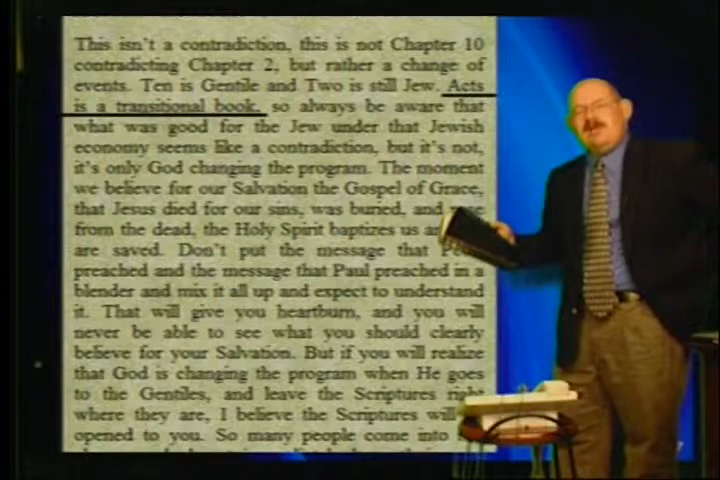 This isn't a contradiction, this is not Chapter 10
contradicting Chapter 2, but rather a change of
events. Ten is Gentile and Two is still Jew. Acts
is a transitional book, so always be aware that
what was good for the Jew under that Jewish
economy seems like a contradiction, but it's not,
it's only God changing the program. The moment
we believe for our Salvation the Gospel of Grace,
that Jesus died for our sins, was buried, and
from the dead, the Holy Spirit baptizes us
are saved. Don't put the message that
preached and the message that Paul preached in a
blender and mix it all up and expect to understand
it. That will give you heartburn, and you will
never be able to see what you should clearly
believe for your Salvation. But if you will realize
that God is changing the program when He goes
to the Gentiles, and leave the Scriptures right
where they are, I believe the Scriptures will
opened to you. So many people come into